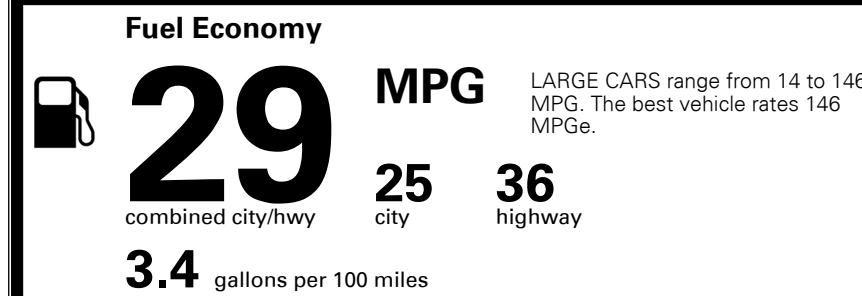 Fuel Economy
29
MPG
LARGE CARS range from 14 to 146
MPG. The best vehicle rates 146
MPGe.
25 36
combined city/hwy city highway
3.4 gallons per 100 miles